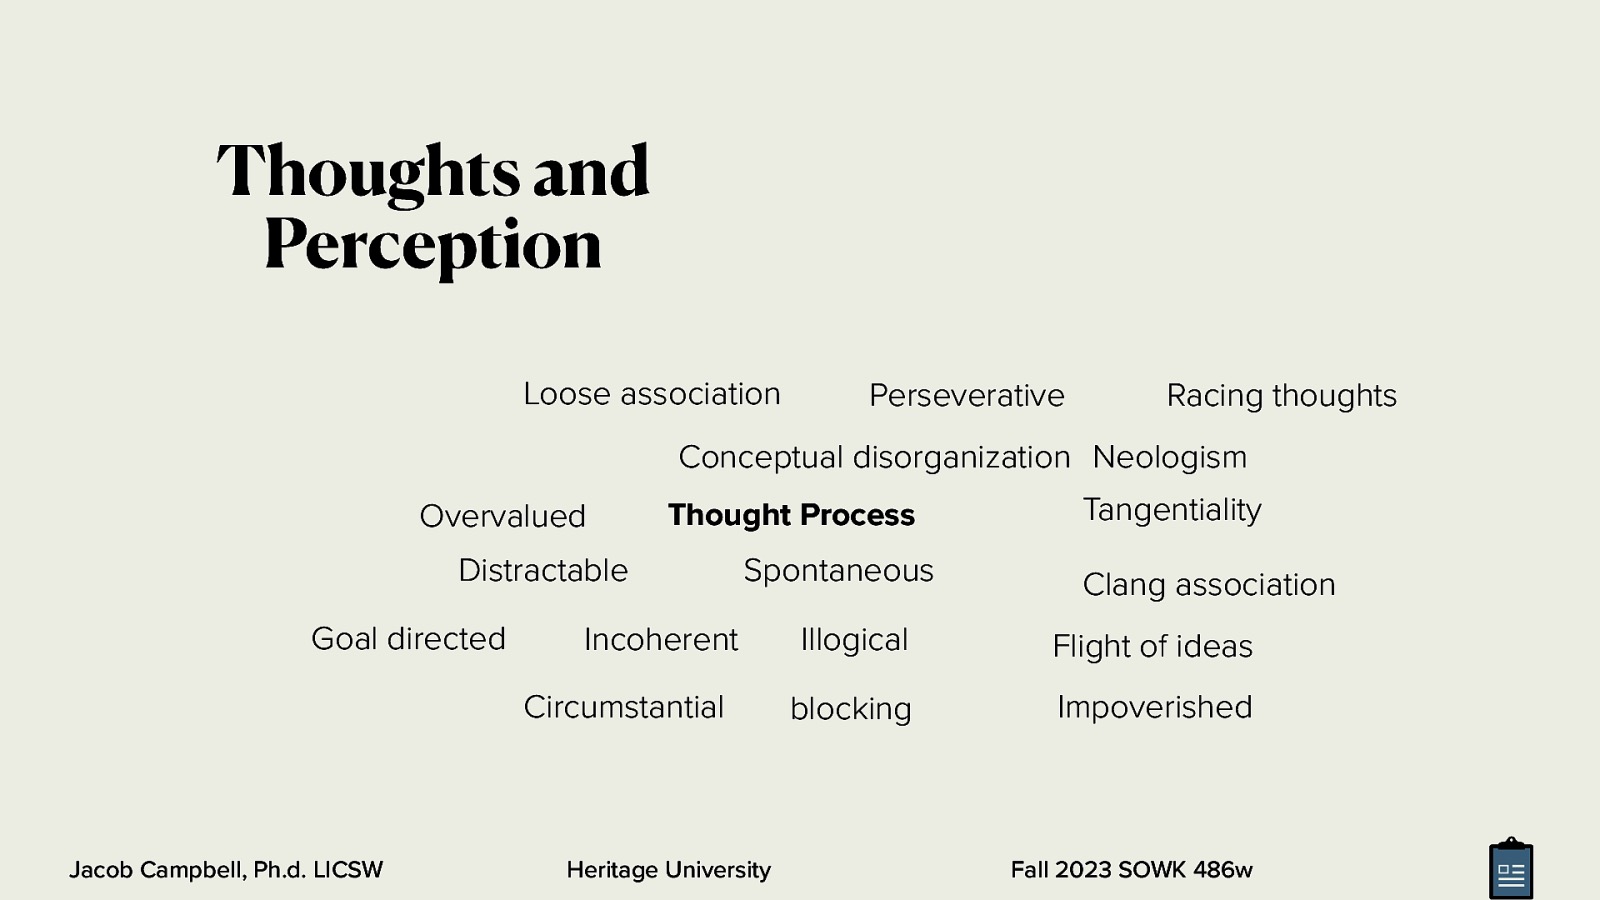 Thoughts and
Perception
Loose association
Perseverative
Racing thoughts
Conceptual disorganization
Neologism
Overvalued
Thought Process
Tangentiality
Distractable
Spontaneous
Clang association
Goal directed
Incoherent
Illogical
Flight of ideas
Circumstantial
blocking
Impoverished
Jacob Campbell, Ph.d. LICSW
Heritage University
Fall 2023 SOWK 486w